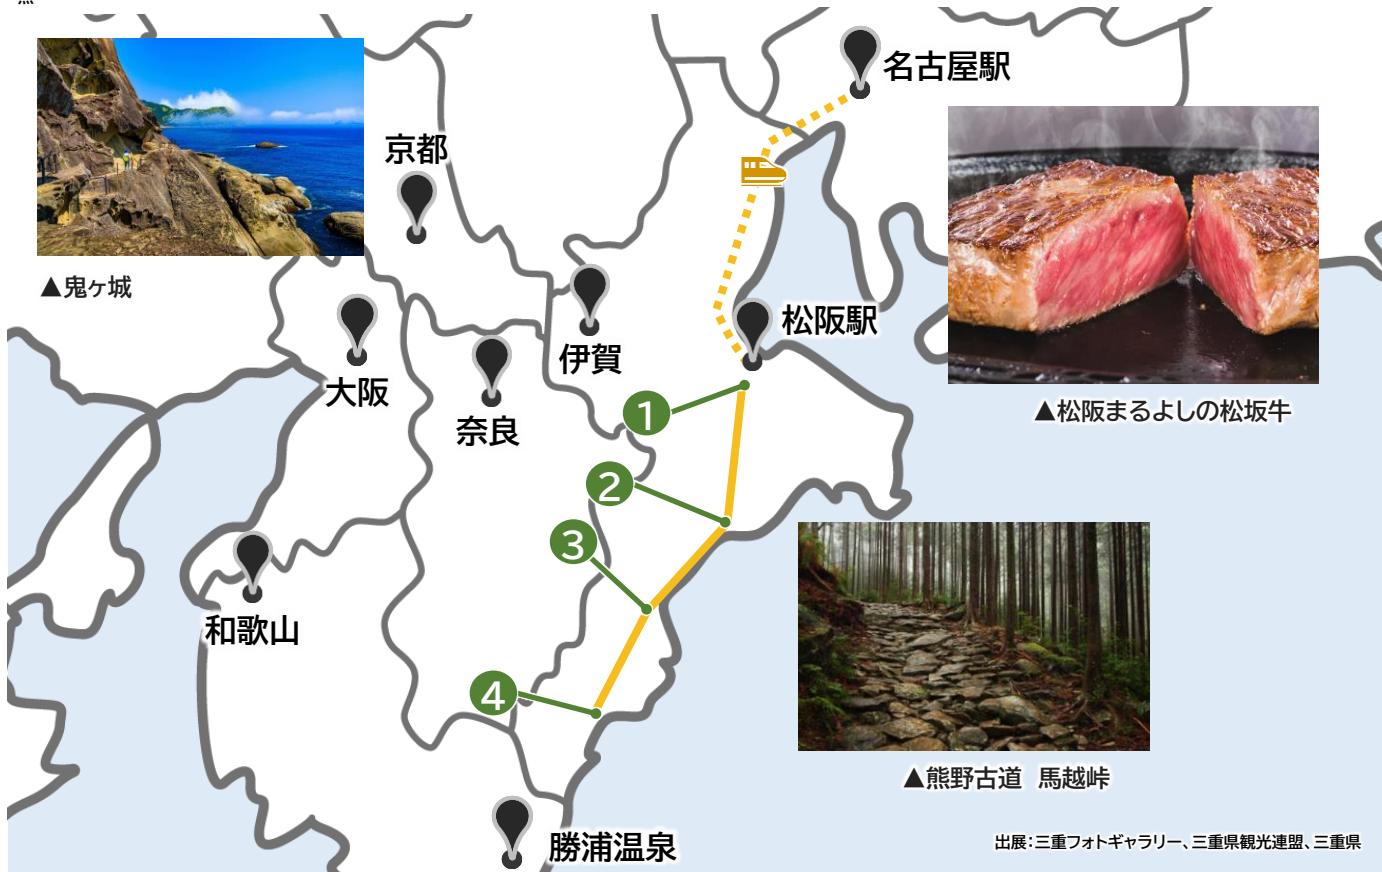 名古屋駅
京都
▲鬼ヶ城
伊賀
松阪駅
大阪
奈良
▲松阪まるよしの松坂牛
1
2
3
4
和歌山
▲熊野古道　馬越峠
勝浦温泉
出展：三重フォトギャラリー、三重県観光連盟、三重県